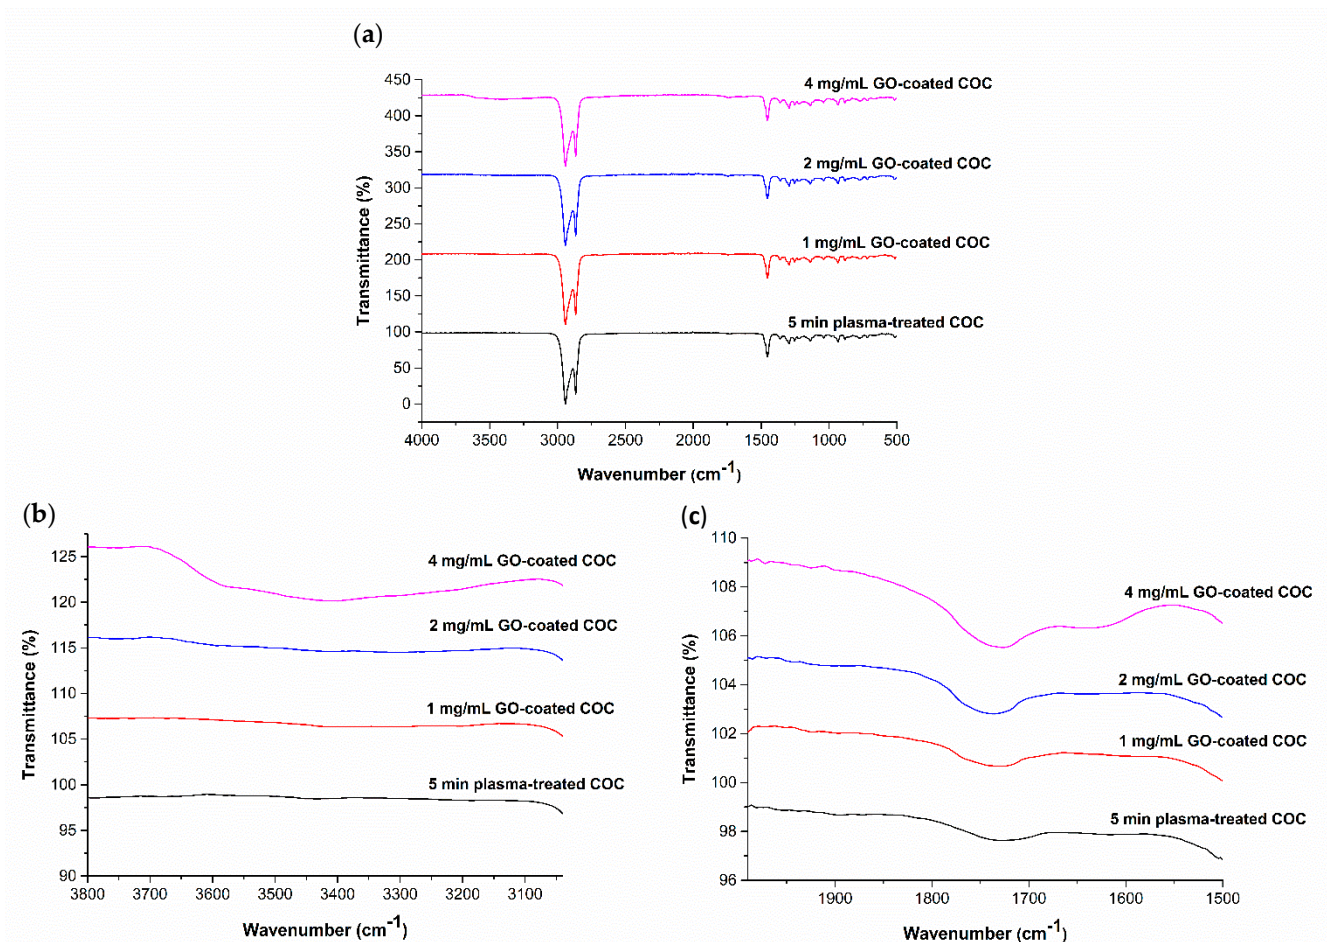 (a)
4 mg/mL GO-coated COC
2 mg/mL GO-coated COC
1 mg/mL GO-coated COC
5 min plasma-treated COC
Transmittance (%)
450
400
350
300
250
200
150
100
50
0
4000 3500 3000 2500 2000 1500 1000 500
Wavenumber (cm⁻¹)
(b)
4 mg/mL GO-coated COC
2 mg/mL GO-coated COC
1 mg/mL GO-coated COC
5 min plasma-treated COC
Transmittance (%)
125
120
115
110
105
100
95
90
3800 3700 3600 3500 3400 3300 3200 3100
Wavenumber (cm⁻¹)
(c)
4 mg/mL GO-coated COC
2 mg/mL GO-coated COC
1 mg/mL GO-coated COC
5 min plasma-treated COC
Transmittance (%)
110
108
106
104
102
100
98
96
1900 1800 1700 1600 1500
Wavenumber (cm⁻¹)